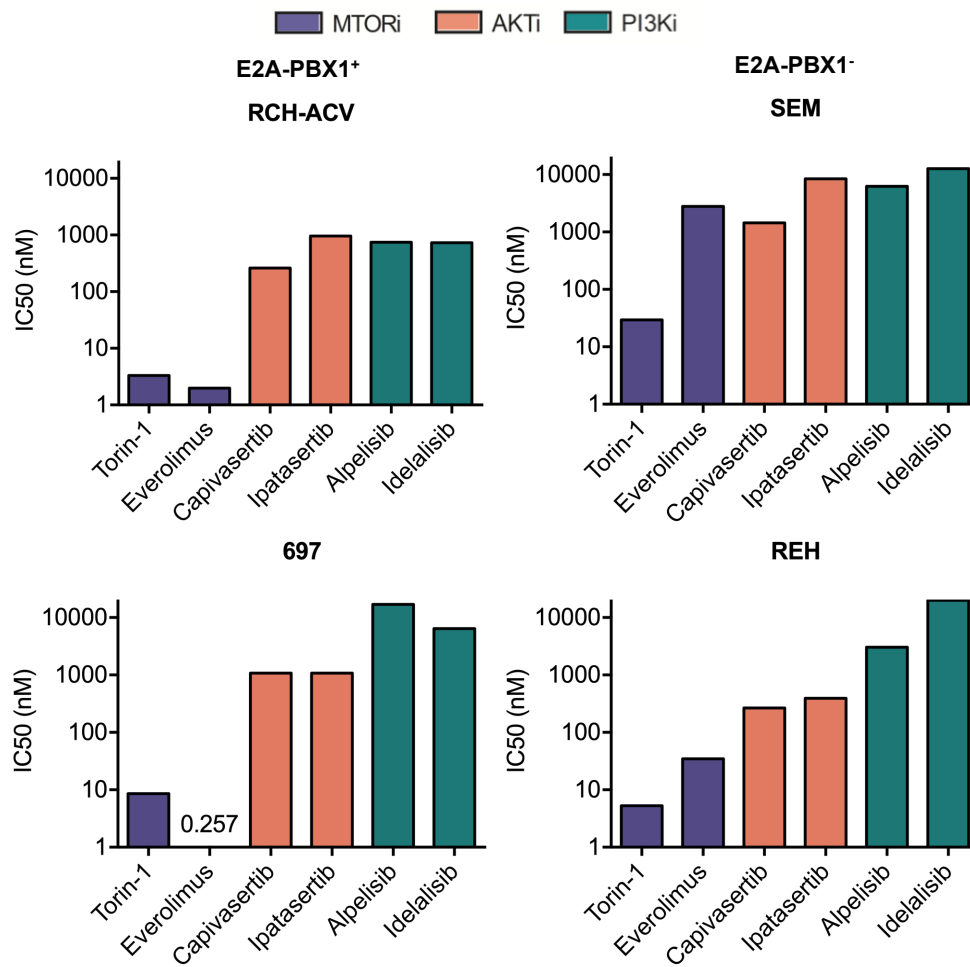 MTORi AKTi PI3Ki
E2A-PBX1⁺
E2A-PBX1⁻
RCH-ACV
IC50 (nM)
10000
1000
100
10
1
Torin-1
Everolimus
Capivasertib
Ipatasertib
Alpelisib
Idelalisib
SEM
IC50 (nM)
10000
1000
100
10
1
Torin-1
Everolimus
Capivasertib
Ipatasertib
Alpelisib
Idelalisib
697
IC50 (nM)
10000
1000
100
10
1
0.257
Torin-1
Everolimus
Capivasertib
Ipatasertib
Alpelisib
Idelalisib
REH
IC50 (nM)
10000
1000
100
10
1
Torin-1
Everolimus
Capivasertib
Ipatasertib
Alpelisib
Idelalisib